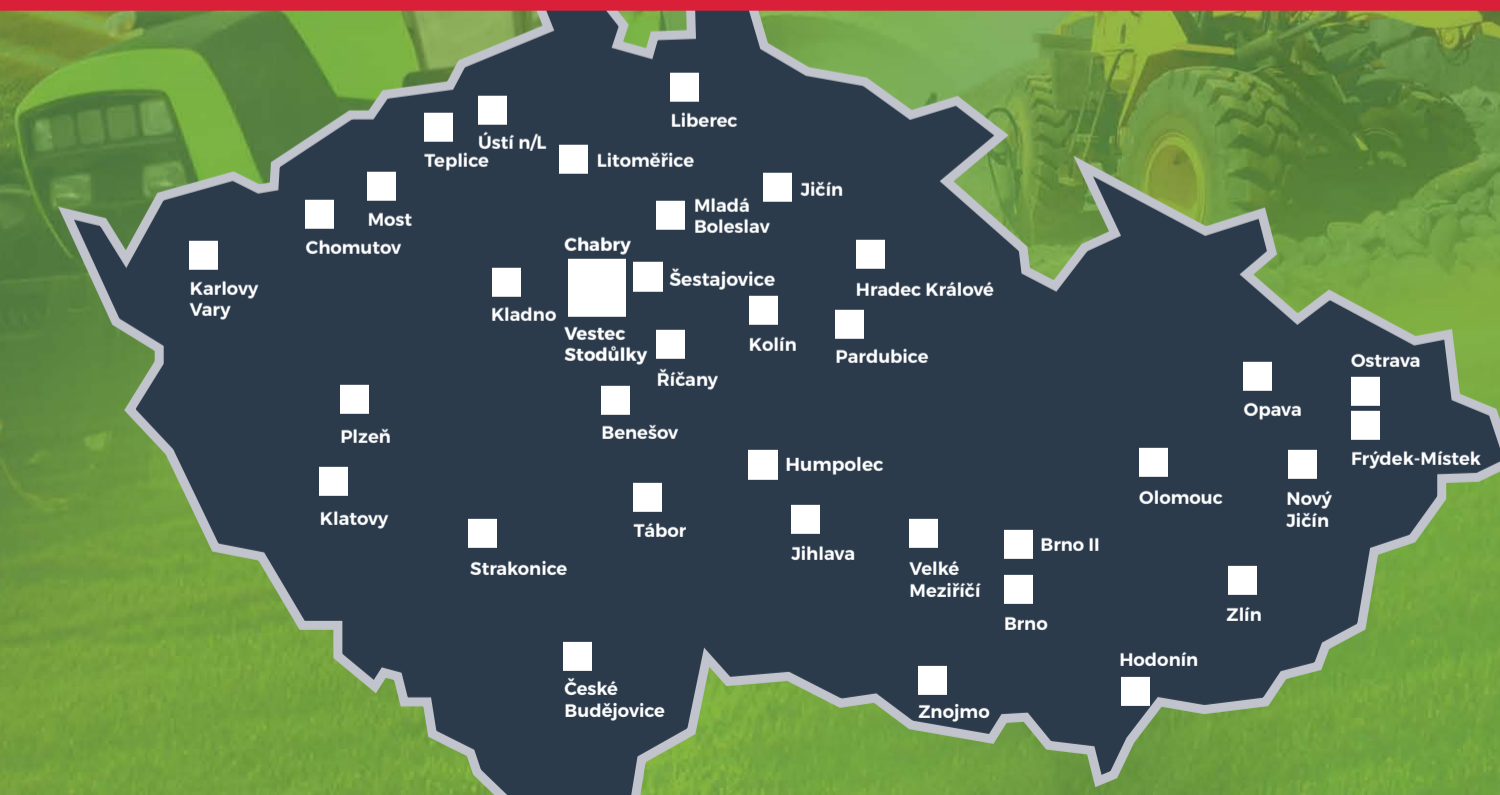 Liberec
Ústí n/L
Teplice
Litoměřice
Jičín
Most
Mladá
Boleslav
Chomutov
Chabry
Karlovy
Vary
Šestajovice
Hradec Králové
Kladno
Vestec
Stodůlky
Kolín
Pardubice
Říčany
Ostrava
Opava
Plzeň
Benešov
Frýdek-Místek
Humpolec
Olomouc
Nový
Jičín
Klatovy
Tábor
Jihlava
Brno II
Strakonice
Velké
Meziříčí
Brno
Zlín
Hodonín
České
Budějovice
Znojmo